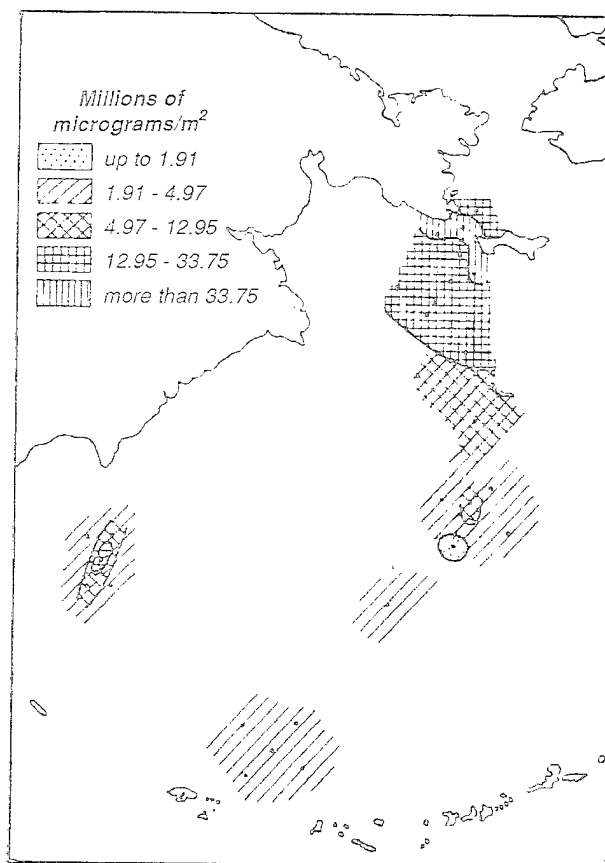 Millions of
micrograms/m²
up to 1.91
1.91 - 4.97
4.97 - 12.95
12.95 - 33.75
more than 33.75